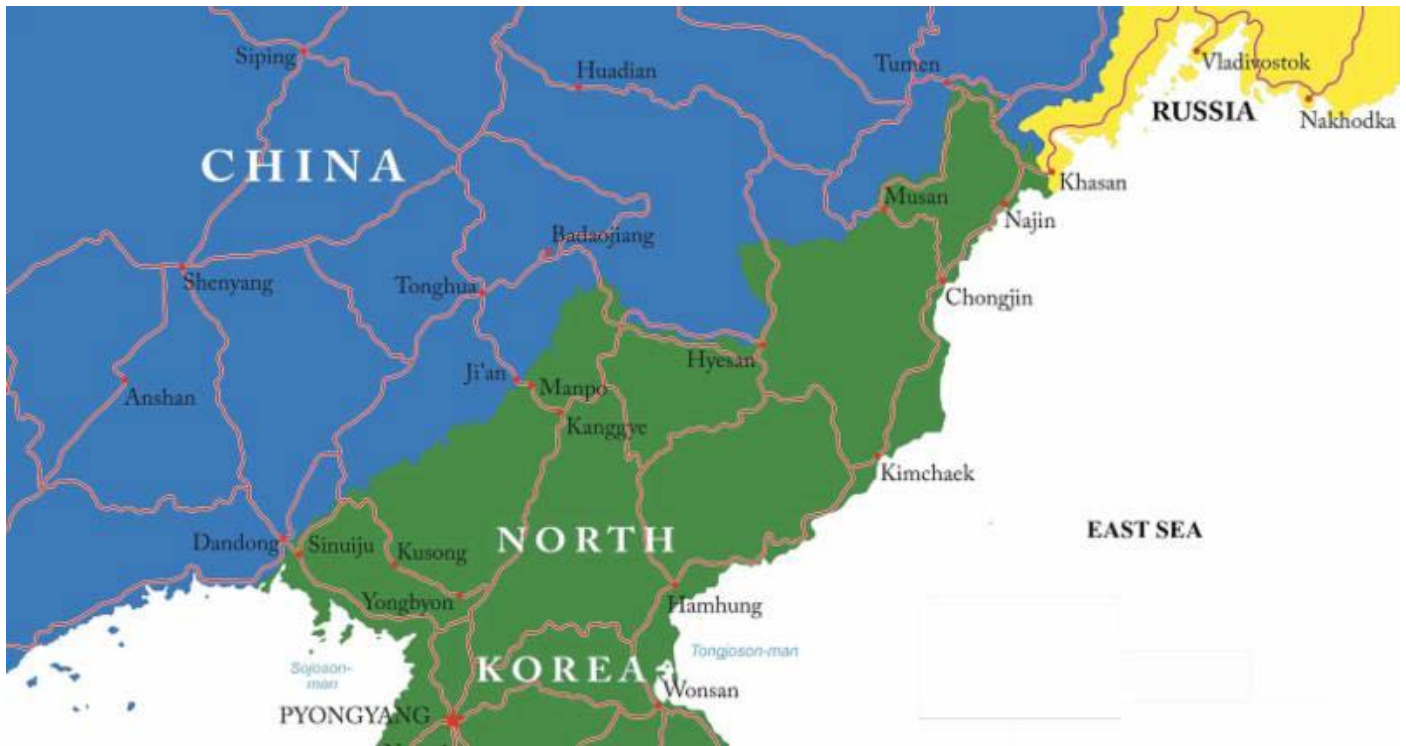 Siping
Huadian
Tumen
Vladivostok
RUSSIA
Nakhodka
CHINA
Khasan
Musan
Najin
Badaojiang
Shenyang
Tonghua
Chongjin
Hyesan
Ji'an
Manpo
Anshan
Kanggye
Kimchaek
NORTH
EAST SEA
Dandong
Sinuiju
Kusong
Yongbyon
Hamhung
Tongjoson-man
Sojoson-
man
KOREA
Wonsan
PYONGYANG